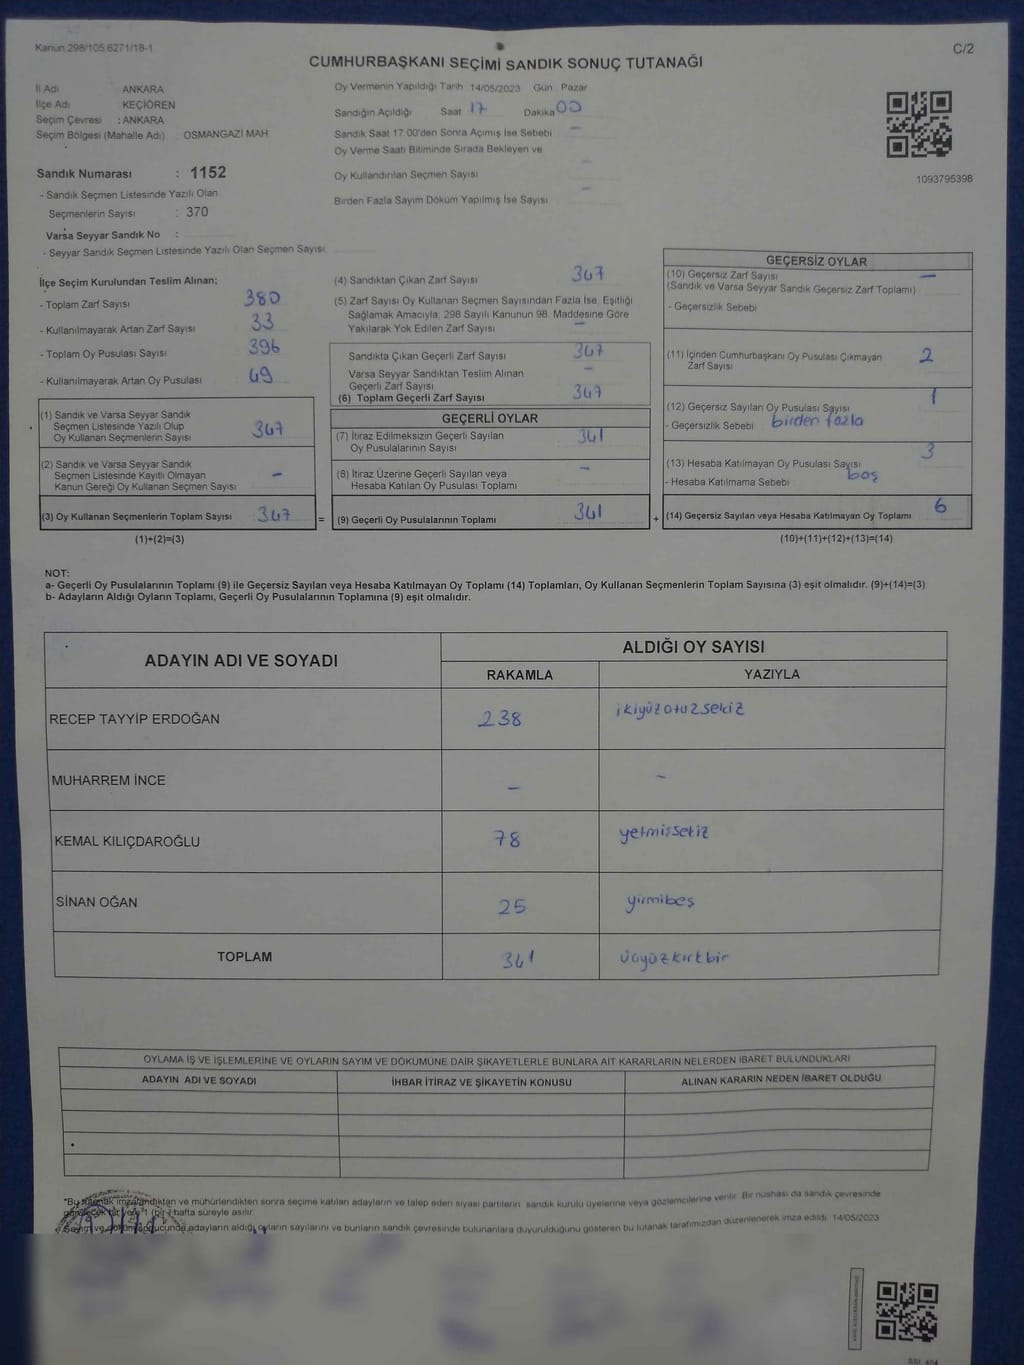 Kanun 298/105,6271/18-1
C/2
CUMHURBAŞKANI SEÇİMİ SANDIK SONUÇ TUTANAĞI
İl Adı ANKARA
İlçe Adı KEÇİÖREN
Seçim Çevresi : ANKARA
Seçim Bölgesi (Mahalle Adı) : OSMANGAZİ MAH
Oy Vermenin Yapıldığı Tarih 14/05/2023 Gün Pazar
Sandığın Açıldığı Saat 17 Dakika 00
Sandık Saat 17.00'den Sonra Açımış İse Sebebi –
Oy Verme Saati Bitiminde Sırada Bekleyen ve
Oy Kullandırılan Seçmen Sayısı –
Birden Fazla Sayım Döküm Yapılmış İse Sayısı –
1093795398
Sandık Numarası : 1152
- Sandık Seçmen Listesinde Yazılı Olan
Seçmenlerin Sayısı : 370
Varsa Seyyar Sandık No :
- Seyyar Sandık Seçmen Listesinde Yazılı Olan Seçmen Sayısı:
İlçe Seçim Kurulundan Teslim Alınan;
- Toplam Zarf Sayısı 380
- Kullanılmayarak Artan Zarf Sayısı 33
- Toplam Oy Pusulası Sayısı 396
- Kullanılmayarak Artan Oy Pusulası 49
(1) Sandık ve Varsa Seyyar Sandık
Seçmen Listesinde Yazılı Olup
Oy Kullanan Seçmenlerin Sayısı 347
(2) Sandık ve Varsa Seyyar Sandık
Seçmen Listesinde Kayıtlı Olmayan
Kanun Gereği Oy Kullanan Seçmen Sayısı –
(3) Oy Kullanan Seçmenlerin Toplam Sayısı 347 =
(1)+(2)=(3)
(4) Sandıktan Çıkan Zarf Sayısı 347
(5) Zarf Sayısı Oy Kullanan Seçmen Sayısından Fazla İse, Eşitliği
Sağlamak Amacıyla, 298 Sayılı Kanunun 98. Maddesine Göre
Yakılarak Yok Edilen Zarf Sayısı –
Sandıkta Çıkan Geçerli Zarf Sayısı 347
Varsa Seyyar Sandıktan Teslim Alınan
Geçerli Zarf Sayısı –
(6) Toplam Geçerli Zarf Sayısı 347
GEÇERLİ OYLAR
(7) İtiraz Edilmeksizin Geçerli Sayılan
Oy Pusulalarının Sayısı 341
(8) İtiraz Üzerine Geçerli Sayılan veya
Hesaba Katılan Oy Pusulası Toplamı –
(9) Geçerli Oy Pusulalarının Toplamı 341 +
GEÇERSİZ OYLAR
(10) Geçersiz Zarf Sayısı –
(Sandık ve Varsa Seyyar Sandık Geçersiz Zarf Toplamı)
- Geçersizlik Sebebi
(11) İçinden Cumhurbaşkanı Oy Pusulası Çıkmayan
Zarf Sayısı 2
(12) Geçersiz Sayılan Oy Pusulası Sayısı 1
- Geçersizlik Sebebi birden fazla
(13) Hesaba Katılmayan Oy Pusulası Sayısı 3
- Hesaba Katılmama Sebebi boş
(14) Geçersiz Sayılan veya Hesaba Katılmayan Oy Toplamı 6
(10)+(11)+(12)+(13)=(14)
NOT:
a- Geçerli Oy Pusulalarının Toplamı (9) ile Geçersiz Sayılan veya Hesaba Katılmayan Oy Toplamı (14) Toplamları, Oy Kullanan Seçmenlerin Toplam Sayısına (3) eşit olmalıdır. (9)+(14)=(3)
b- Adayların Aldığı Oyların Toplamı, Geçerli Oy Pusulalarının Toplamına (9) eşit olmalıdır.
ADAYIN ADI VE SOYADI
ALDIĞI OY SAYISI
RAKAMLA YAZIYLA
RECEP TAYYİP ERDOĞAN 238 ikiyüzotuzsekiz
MUHARREM İNCE – –
KEMAL KILIÇDAROĞLU 78 yetmişsekiz
SİNAN OĞAN 25 yirmibeş
TOPLAM 341 üçyüzkırkbir
OYLAMA İŞ VE İŞLEMLERİNE VE OYLARIN SAYIM VE DÖKÜMÜNE DAİR ŞİKAYETLERLE BUNLARA AİT KARARLARIN NELERDEN İBARET BULUNDUKLARI
ADAYIN ADI VE SOYADI İHBAR İTİRAZ VE ŞİKAYETİN KONUSU ALINAN KARARIN NEDEN İBARET OLDUĞU
*Bu tutanak imzalandıktan ve mühürlendikten sonra seçime katılan adayların ve talep eden siyasi partilerin sandık kurulu üyelerine veya gözlemcilerine verilir. Bir nüshası da sandık çevresinde
(bir) hafta süreyle asılır.
adayların aldığı oyların sayılarını ve bunların sandık çevresinde bulunanlara duyurulduğunu gösteren bu tutanak tarafımızdan düzenlenerek imza edildi. 14/05/2023